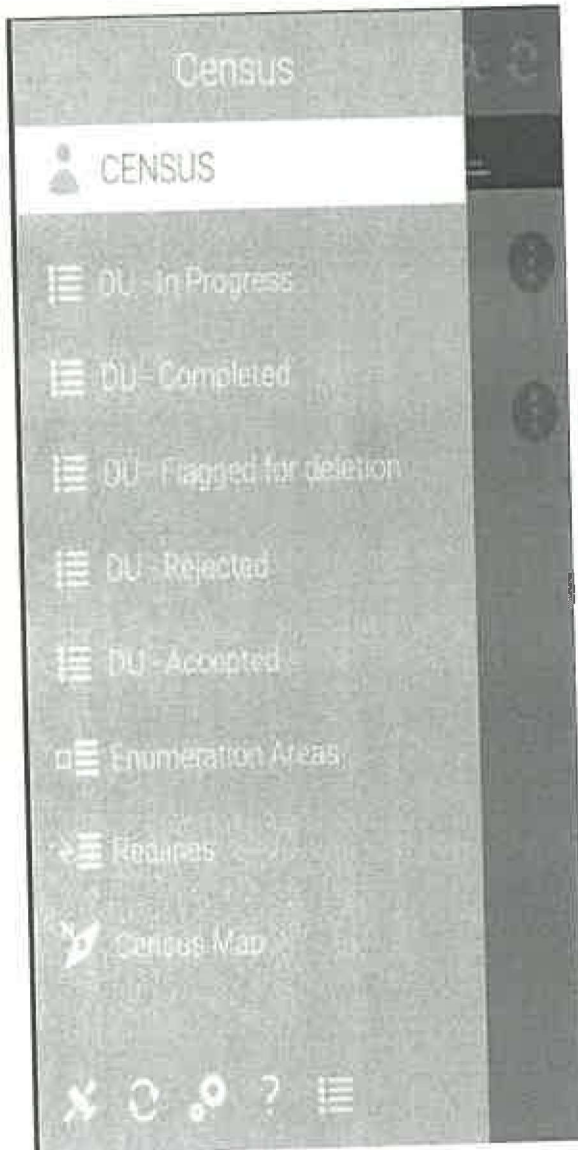 Census
CENSUS
DU - In Progress
DU - Completed
DU - Flagged for deletion
DU - Rejected
DU - Accepted
Enumeration Areas
Redlines
Census Map
?